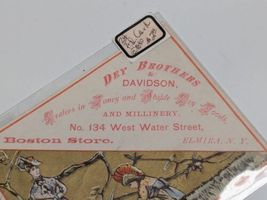 Dey Brothers
&
Davidson,
Dealers in Fancy and Staple Dry Goods,
and Millinery,
No. 134 West Water Street,
Boston Store.
Elmira, N. Y.